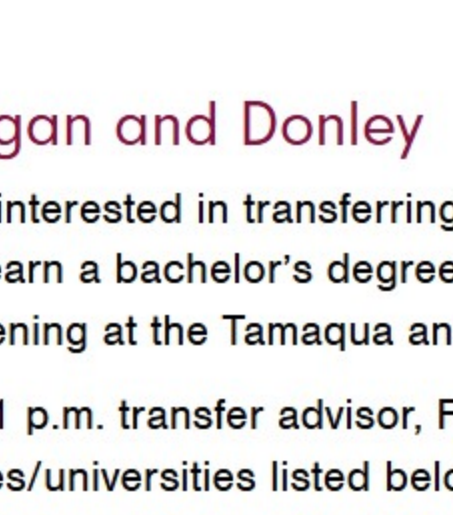 gan and Donley
interested in transferring
earn a bachelor's degree
ening at the Tamaqua an
p.m. transfer advisor, F
es/universities listed below